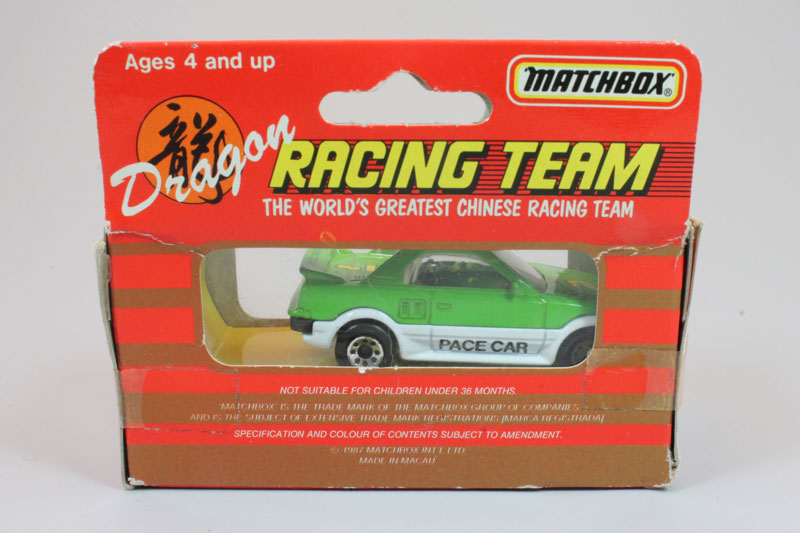 Ages 4 and up
MATCHBOX®
龍
Dragon
RACING TEAM
THE WORLD'S GREATEST CHINESE RACING TEAM
PACE CAR
NOT SUITABLE FOR CHILDREN UNDER 36 MONTHS.
'MATCHBOX' IS THE TRADE MARK OF THE MATCHBOX GROUP OF COMPANIES
AND IS THE SUBJECT OF EXTENSIVE TRADE MARK REGISTRATIONS [MARCA REGISTRADA]
SPECIFICATION AND COLOUR OF CONTENTS SUBJECT TO AMENDMENT.
© 1987 MATCHBOX INT'L LTD
MADE IN MACAU